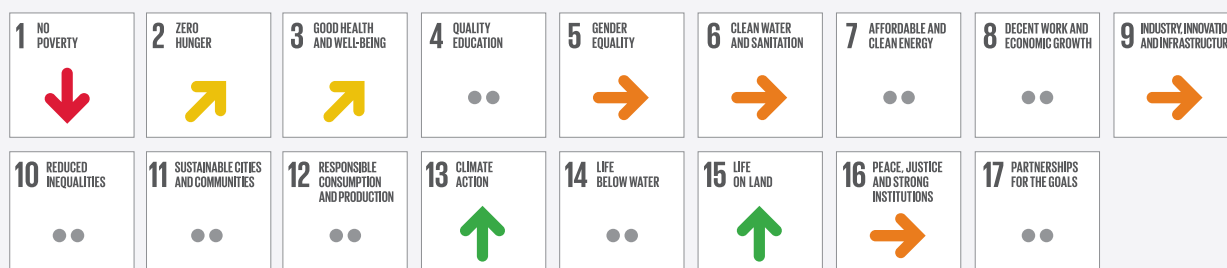 1 NO
POVERTY
2 ZERO
HUNGER
3 GOOD HEALTH
AND WELL-BEING
4 QUALITY
EDUCATION
5 GENDER
EQUALITY
6 CLEAN WATER
AND SANITATION
7 AFFORDABLE AND
CLEAN ENERGY
8 DECENT WORK AND
ECONOMIC GROWTH
9 INDUSTRY, INNOVATIO
AND INFRASTRUCTUR
10 REDUCED
INEQUALITIES
11 SUSTAINABLE CITIES
AND COMMUNITIES
12 RESPONSIBLE
CONSUMPTION
AND PRODUCTION
13 CLIMATE
ACTION
14 LIFE
BELOW WATER
15 LIFE
ON LAND
16 PEACE, JUSTICE
AND STRONG
INSTITUTIONS
17 PARTNERSHIPS
FOR THE GOALS